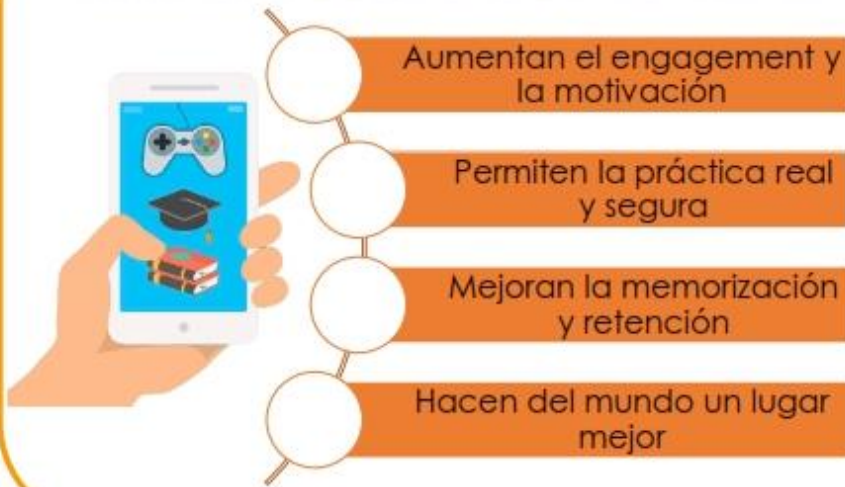 Aumentan el engagement y
la motivación
Permiten la práctica real
y segura
Mejoran la memorización
y retención
Hacen del mundo un lugar
mejor